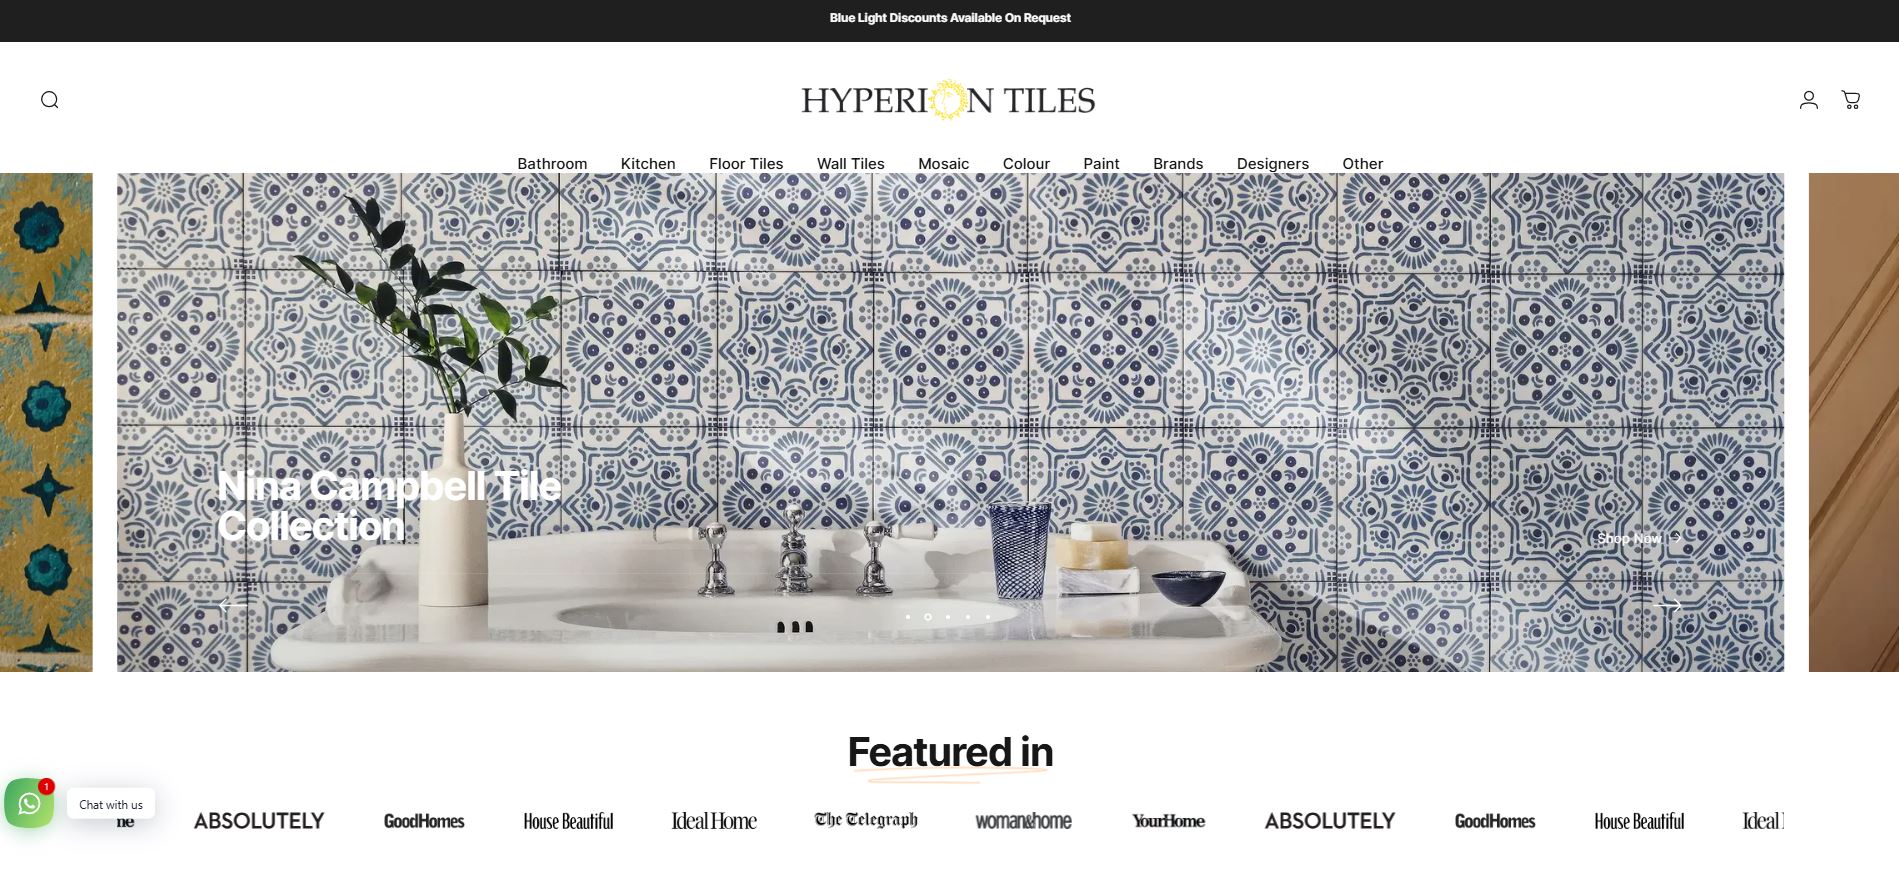 Blue Light Discounts Available On Request
HYPERION TILES
Bathroom Kitchen Floor Tiles Wall Tiles Mosaic Colour Paint Brands Designers Other
Nina Campbell Tile
Collection
Shop Now
Featured in
1
Chat with us
me ABSOLUTELY GoodHomes House Beautiful Ideal Home The Telegraph woman&home YourHome ABSOLUTELY GoodHomes House Beautiful Ideal